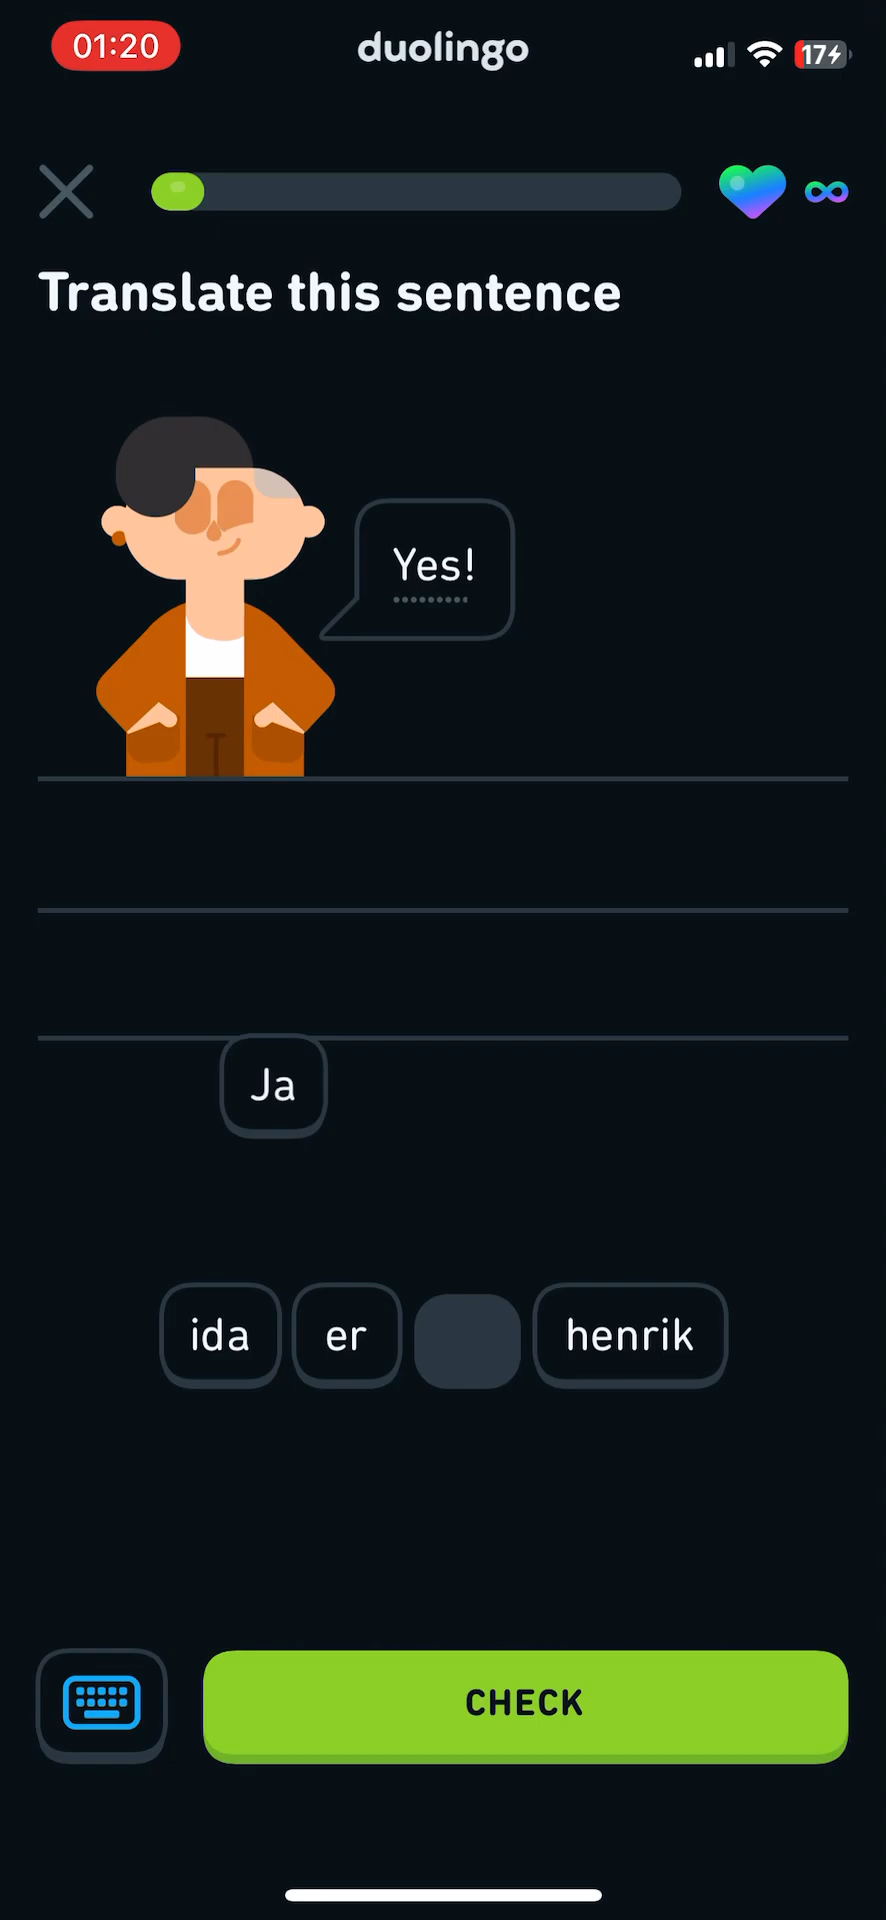 01:20 duolingo 17
Translate this sentence
Yes!
Ja
ida er henrik
CHECK